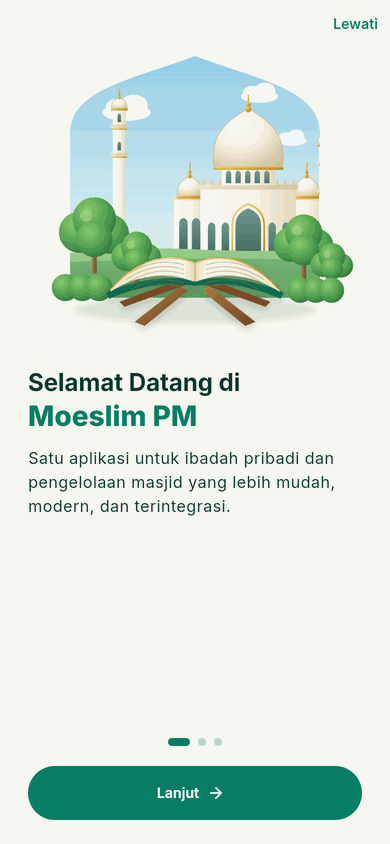 Lewati
Selamat Datang di
Moeslim PM
Satu aplikasi untuk ibadah pribadi dan
pengelolaan masjid yang lebih mudah,
modern, dan terintegrasi.
Lanjut